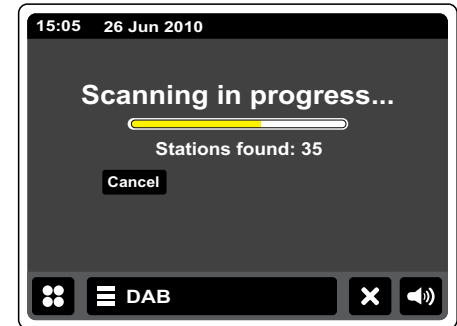 15:05 26 Jun 2010
Scanning in progress...
Stations found: 35
Cancel
DAB